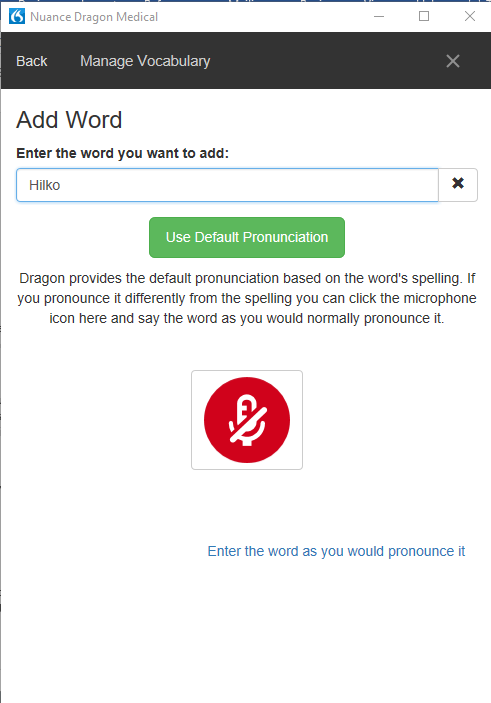 Nuance Dragon Medical
Back Manage Vocabulary
Add Word
Enter the word you want to add:
Hilko
Use Default Pronunciation
Dragon provides the default pronunciation based on the word's spelling. If
you pronounce it differently from the spelling you can click the microphone
icon here and say the word as you would normally pronounce it.
Enter the word as you would pronounce it